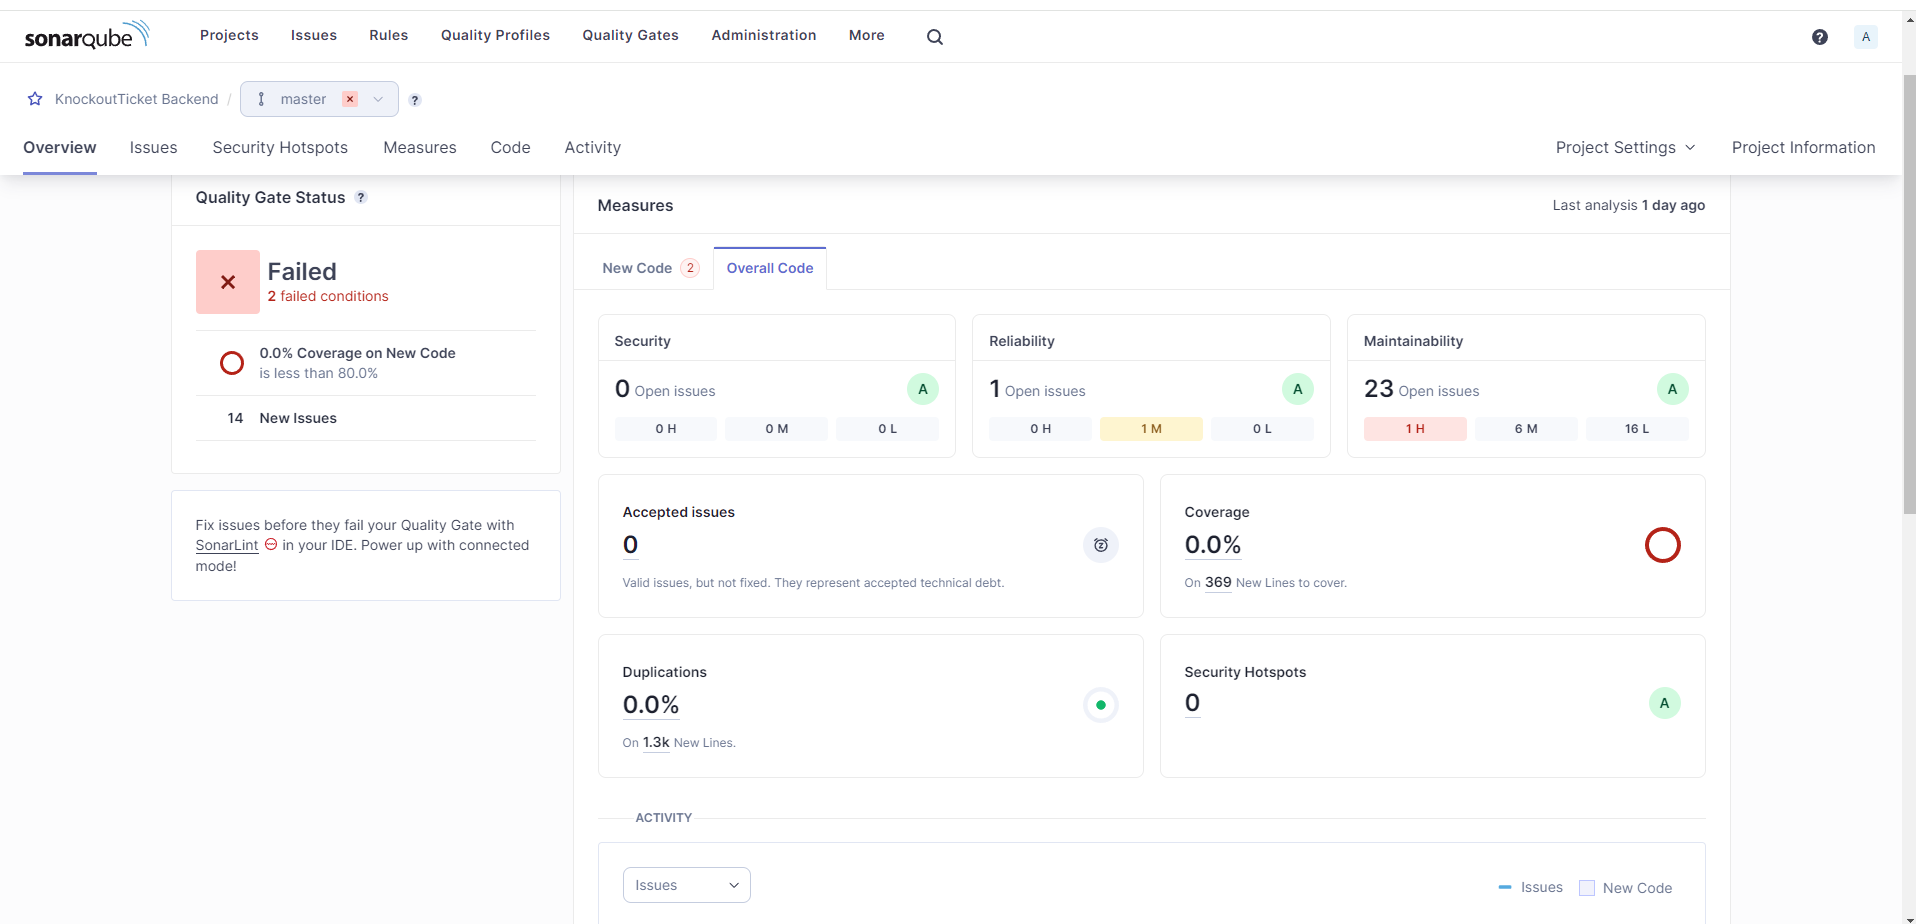 sonarqube
Projects Issues Rules Quality Profiles Quality Gates Administration More
? A
KnockoutTicket Backend / master ?
Overview Issues Security Hotspots Measures Code Activity Project Settings Project Information
Quality Gate Status ?
Failed
2 failed conditions
0.0% Coverage on New Code
is less than 80.0%
14 New Issues
Fix issues before they fail your Quality Gate with
SonarLint in your IDE. Power up with connected
mode!
Measures
Last analysis 1 day ago
New Code 2 Overall Code
Security
0 Open issues A
0 H 0 M 0 L
Reliability
1 Open issues A
0 H 1 M 0 L
Maintainability
23 Open issues A
1 H 6 M 16 L
Accepted issues
0
Valid issues, but not fixed. They represent accepted technical debt.
Coverage
0.0%
On 369 New Lines to cover.
Duplications
0.0%
On 1.3k New Lines.
Security Hotspots
0 A
ACTIVITY
Issues
Issues New Code